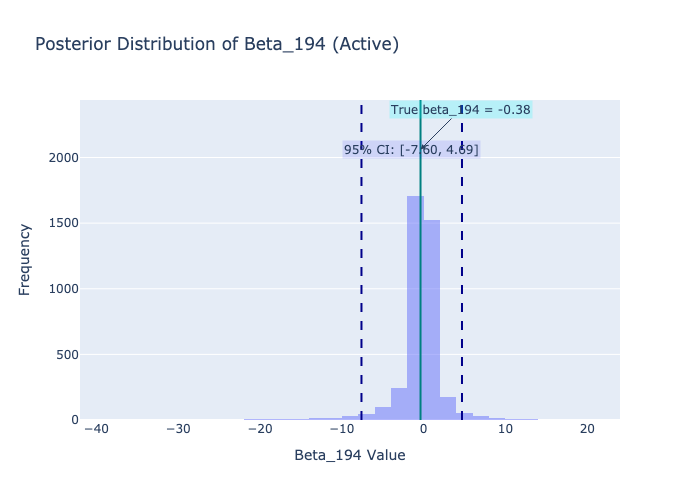 Posterior Distribution of Beta_194 (Active)
True beta_194 = -0.38
95% CI: [-7.60, 4.69]
2000
1500
1000
500
0
Frequency
−40
−30
−20
−10
0
10
20
Beta_194 Value